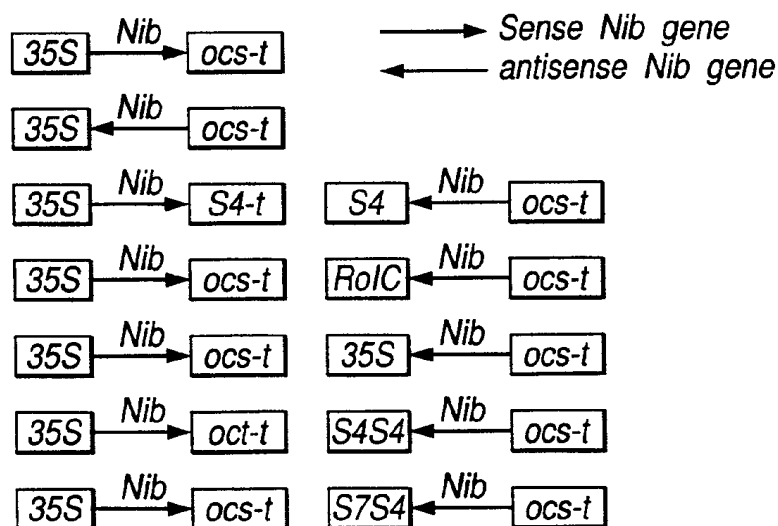 Nib
35S ocs-t
Sense Nib gene
antisense Nib gene
Nib
35S ocs-t
Nib Nib
35S S4-t S4 ocs-t
Nib Nib
35S ocs-t RolC ocs-t
Nib Nib
35S ocs-t 35S ocs-t
Nib Nib
35S oct-t S4S4 ocs-t
Nib Nib
35S ocs-t S7S4 ocs-t